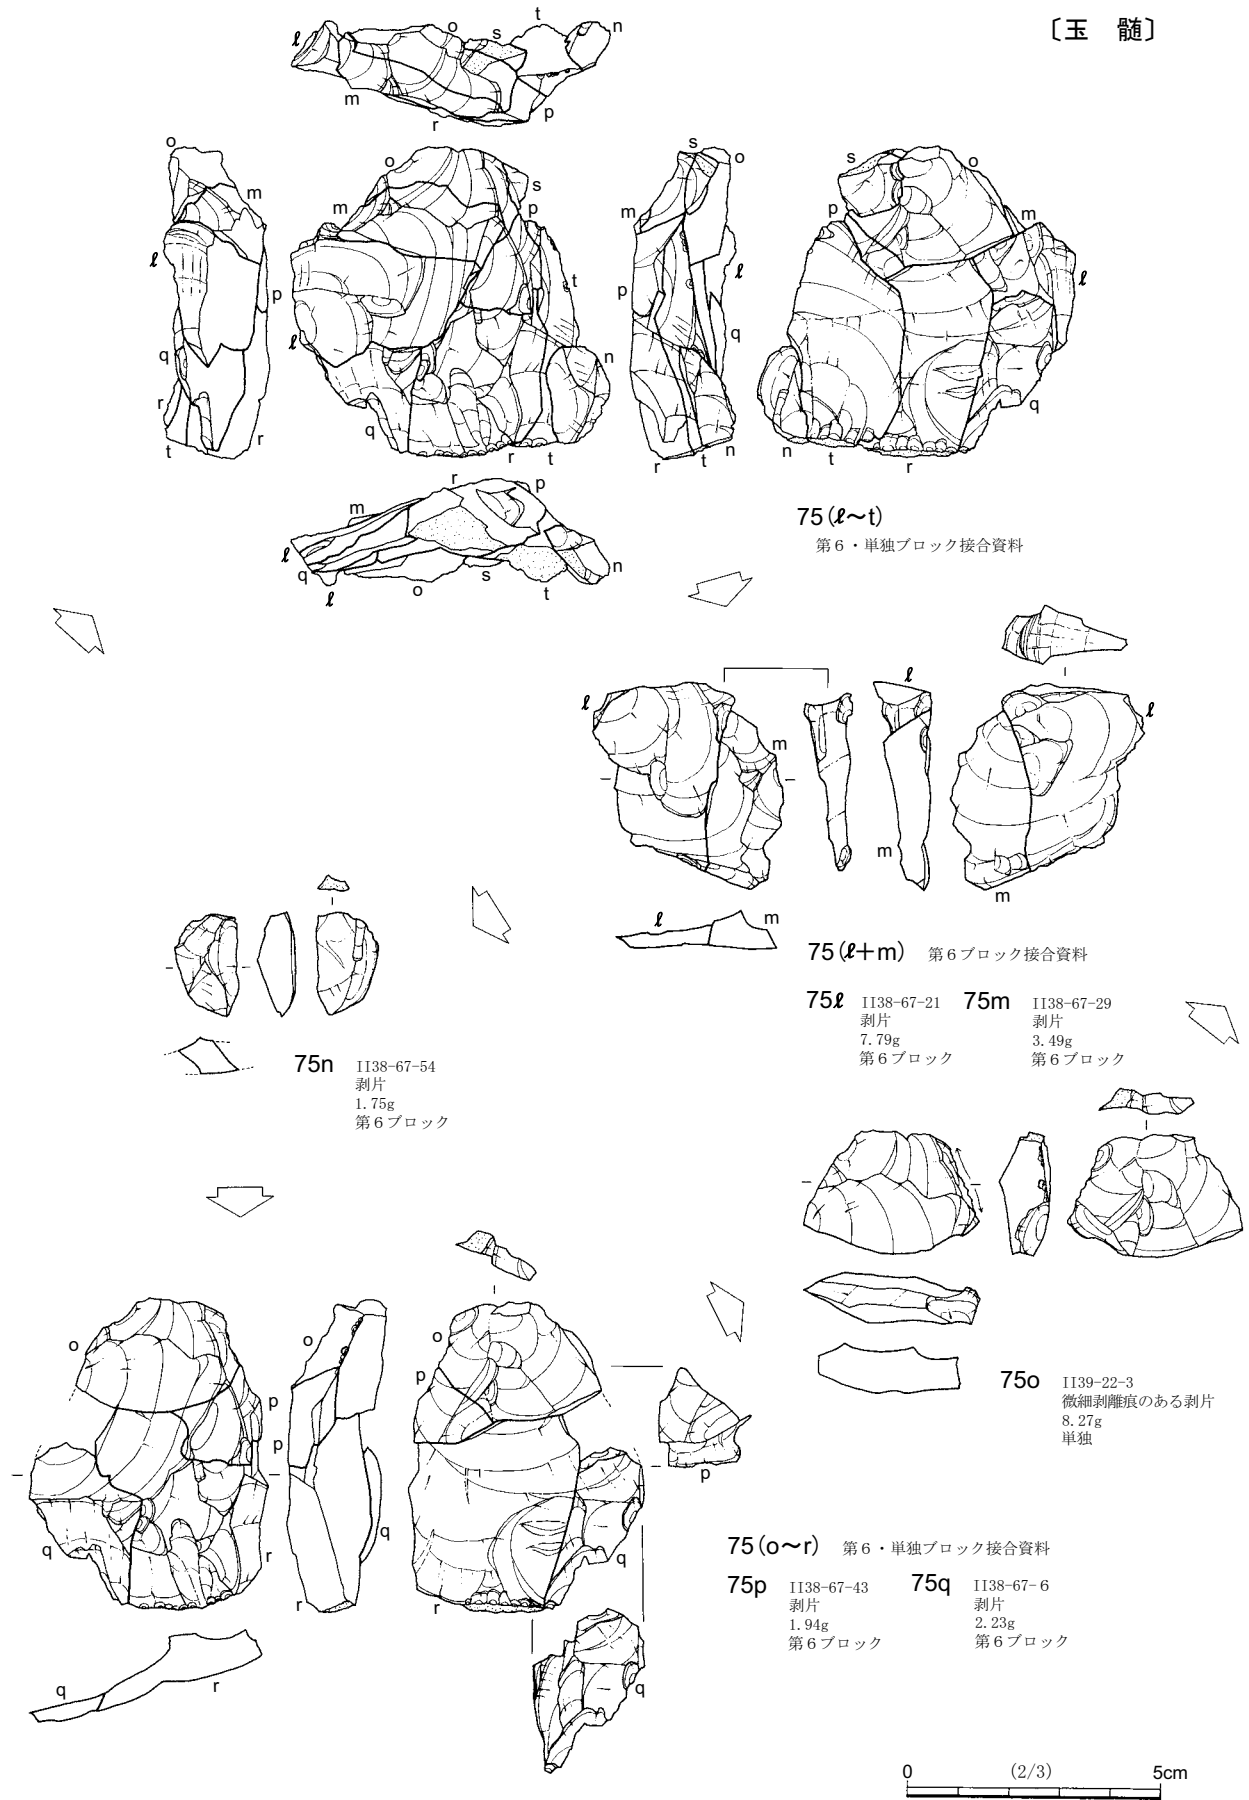 〔玉　髄〕
t
o
s
n
ℓ
m
p
r
o
m
ℓ
p
q
r
t
r
o
s
m
p
t
ℓ
n
q
r
t
s
o
m
ℓ
p
q
r
t
n
s
o
p
m
ℓ
q
n
t
r
r
p
m
ℓ
q
ℓ
o
s
t
n
75(ℓ～t)
第６・単独ブロック接合資料
ℓ
m
ℓ
m
ℓ
m
ℓ
m
75(ℓ+m)　第６ブロック接合資料
75ℓ　II38-67-21
剥片
7.79g
第６ブロック
75m　II38-67-29
剥片
3.49g
第６ブロック
75n　II38-67-54
剥片
1.75g
第６ブロック
75o　II39-22-3
微細剥離痕のある剥片
8.27g
単独
o
p
p
q
r
o
q
r
o
p
q
r
p
q
q
r
75(o～r)　第６・単独ブロック接合資料
75p　II38-67-43
剥片
1.94g
第６ブロック
75q　II38-67-６
剥片
2.23g
第６ブロック
0　(2/3)　5cm